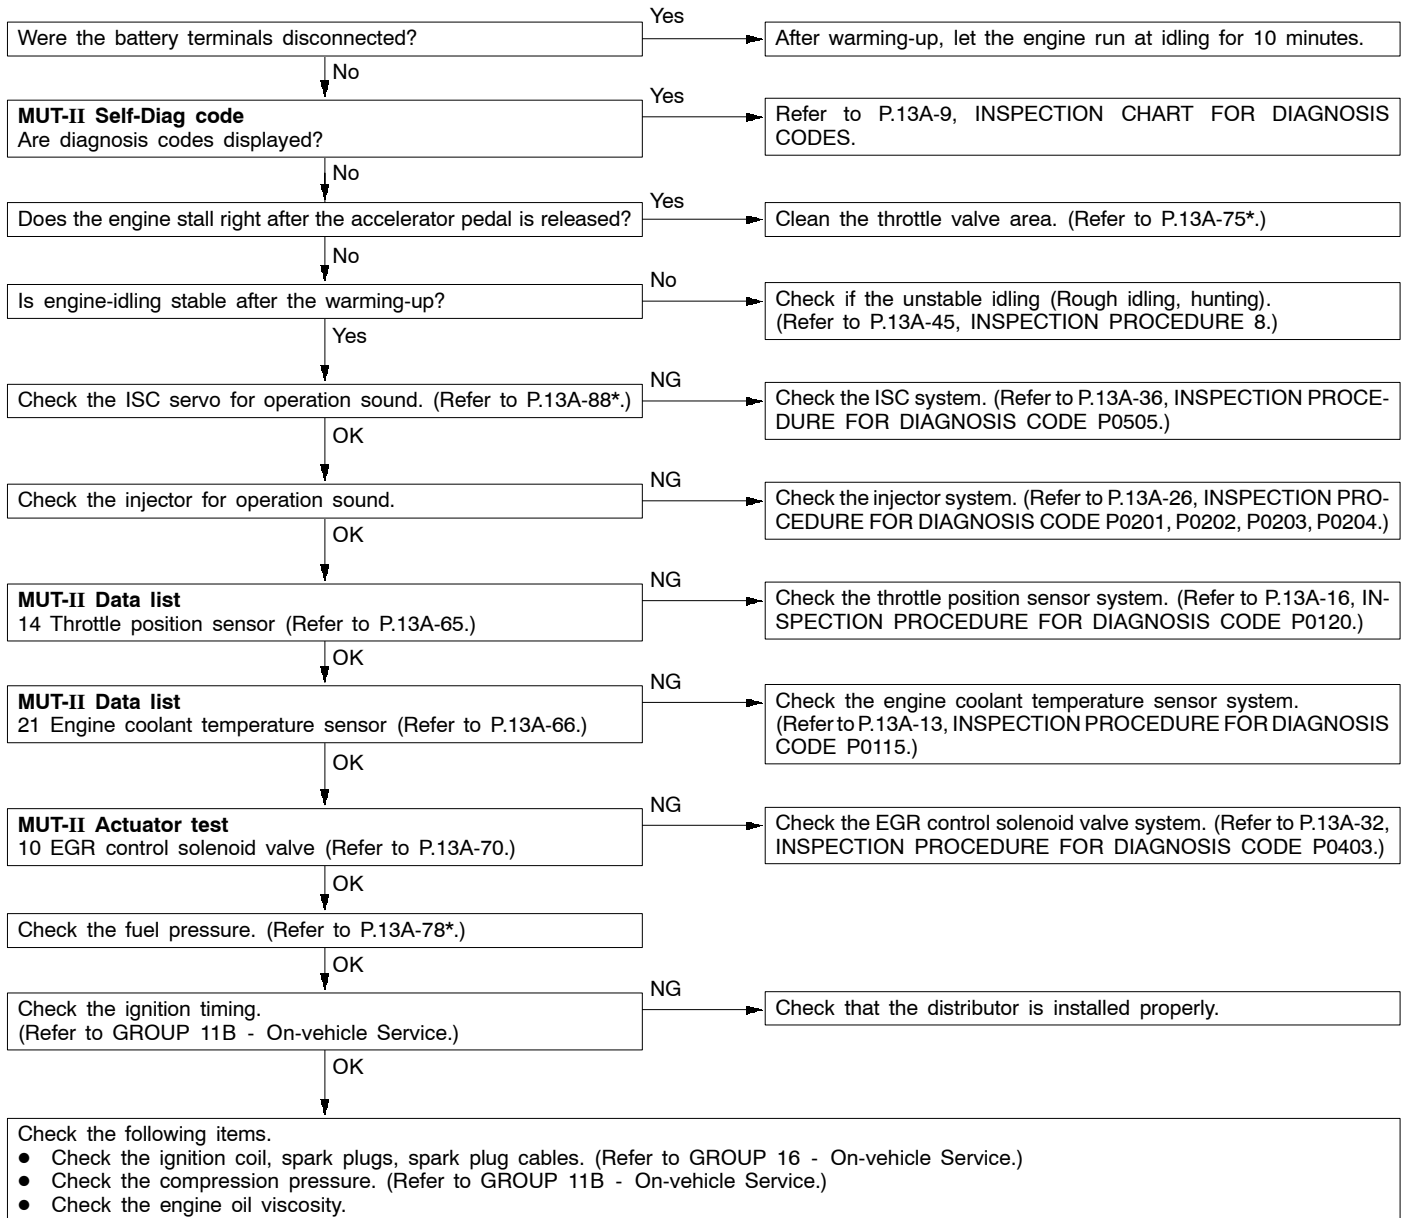 Yes
Were the battery terminals disconnected?
After warming-up, let the engine run at idling for 10 minutes.
No
MUT-II Self-Diag code
Are diagnosis codes displayed?
Yes
Refer to P.13A-9, INSPECTION CHART FOR DIAGNOSIS
CODES.
No
Does the engine stall right after the accelerator pedal is released?
Yes
Clean the throttle valve area. (Refer to P.13A-75*.)
No
Is engine-idling stable after the warming-up?
No
Check if the unstable idling (Rough idling, hunting).
(Refer to P.13A-45, INSPECTION PROCEDURE 8.)
Yes
Check the ISC servo for operation sound. (Refer to P.13A-88*.)
NG
Check the ISC system. (Refer to P.13A-36, INSPECTION PROCE-
DURE FOR DIAGNOSIS CODE P0505.)
OK
Check the injector for operation sound.
NG
Check the injector system. (Refer to P.13A-26, INSPECTION PRO-
CEDURE FOR DIAGNOSIS CODE P0201, P0202, P0203, P0204.)
OK
MUT-II Data list
14 Throttle position sensor (Refer to P.13A-65.)
NG
Check the throttle position sensor system. (Refer to P.13A-16, IN-
SPECTION PROCEDURE FOR DIAGNOSIS CODE P0120.)
OK
MUT-II Data list
21 Engine coolant temperature sensor (Refer to P.13A-66.)
NG
Check the engine coolant temperature sensor system.
(Refer to P.13A-13, INSPECTION PROCEDURE FOR DIAGNOSIS
CODE P0115.)
OK
MUT-II Actuator test
10 EGR control solenoid valve (Refer to P.13A-70.)
NG
Check the EGR control solenoid valve system. (Refer to P.13A-32,
INSPECTION PROCEDURE FOR DIAGNOSIS CODE P0403.)
OK
Check the fuel pressure. (Refer to P.13A-78*.)
OK
Check the ignition timing.
(Refer to GROUP 11B - On-vehicle Service.)
NG
Check that the distributor is installed properly.
OK
Check the following items.
● Check the ignition coil, spark plugs, spark plug cables. (Refer to GROUP 16 - On-vehicle Service.)
● Check the compression pressure. (Refer to GROUP 11B - On-vehicle Service.)
● Check the engine oil viscosity.